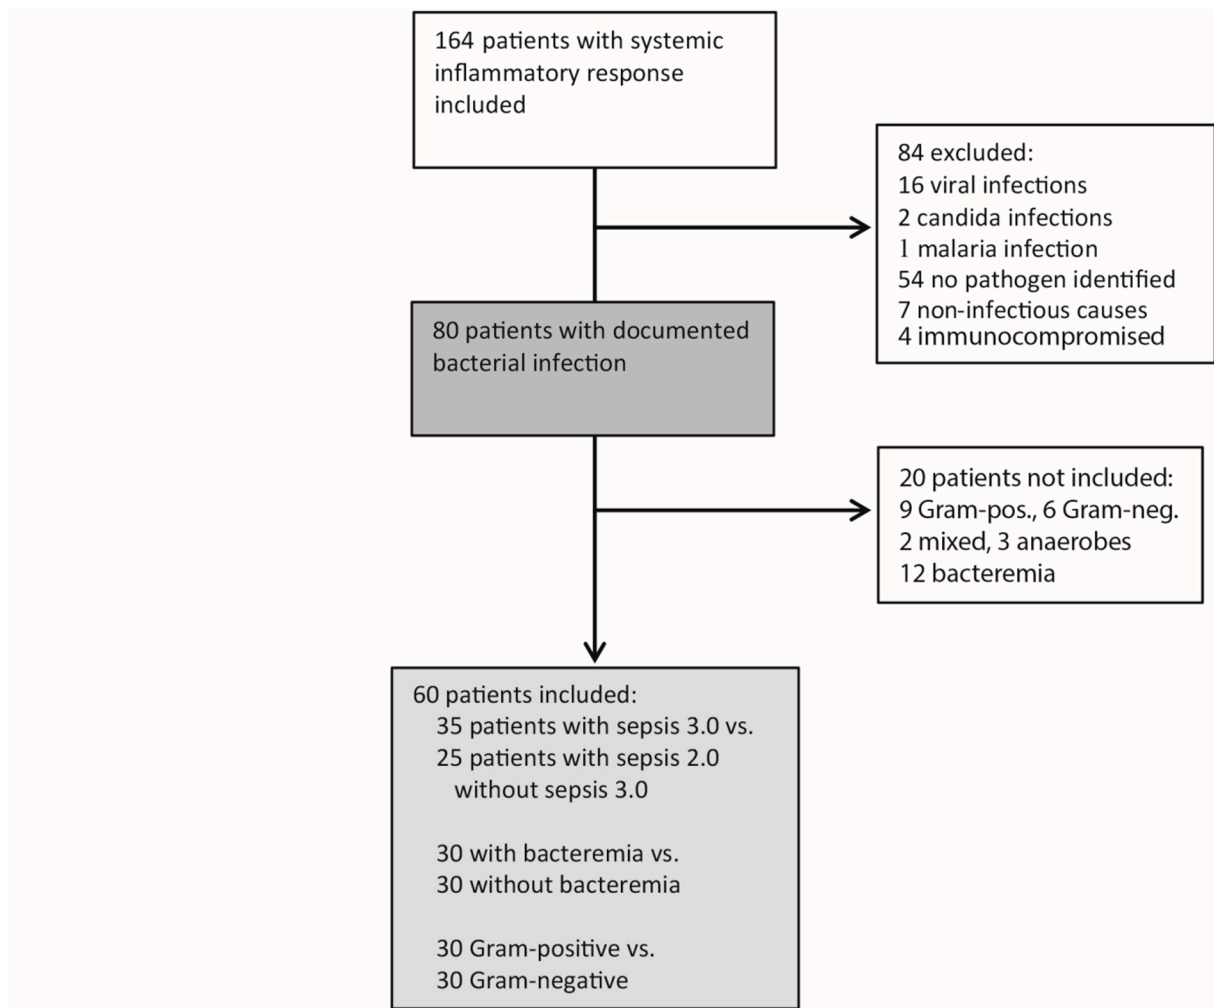 164 patients with systemic
inflammatory response
included
84 excluded:
16 viral infections
2 candida infections
1 malaria infection
54 no pathogen identified
7 non-infectious causes
4 immunocompromised
80 patients with documented
bacterial infection
20 patients not included:
9 Gram-pos., 6 Gram-neg.
2 mixed, 3 anaerobes
12 bacteremia
60 patients included:
35 patients with sepsis 3.0 vs.
25 patients with sepsis 2.0
without sepsis 3.0
30 with bacteremia vs.
30 without bacteremia
30 Gram-positive vs.
30 Gram-negative